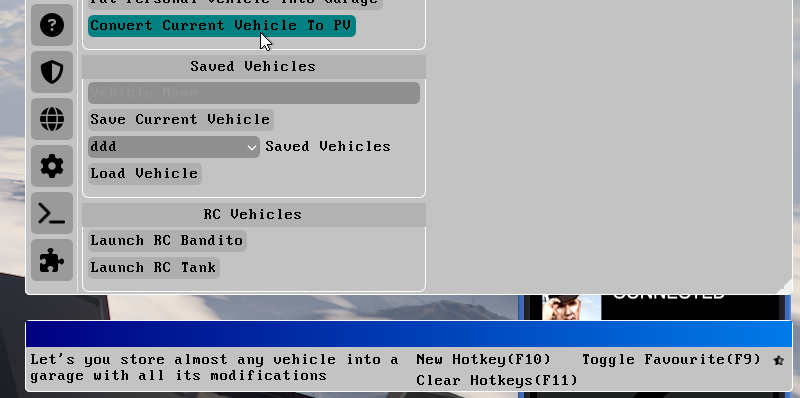 Put Personal Vehicle Into Garage
Convert Current Vehicle To PV
Saved Vehicles
Vehicle Name
Save Current Vehicle
ddd
Saved Vehicles
Load Vehicle
RC Vehicles
Launch RC Bandito
Launch RC Tank
CONNECTED
Let's you store almost any vehicle into a
garage with all its modifications
New Hotkey(F10)
Toggle Favourite(F9)
Clear Hotkeys(F11)